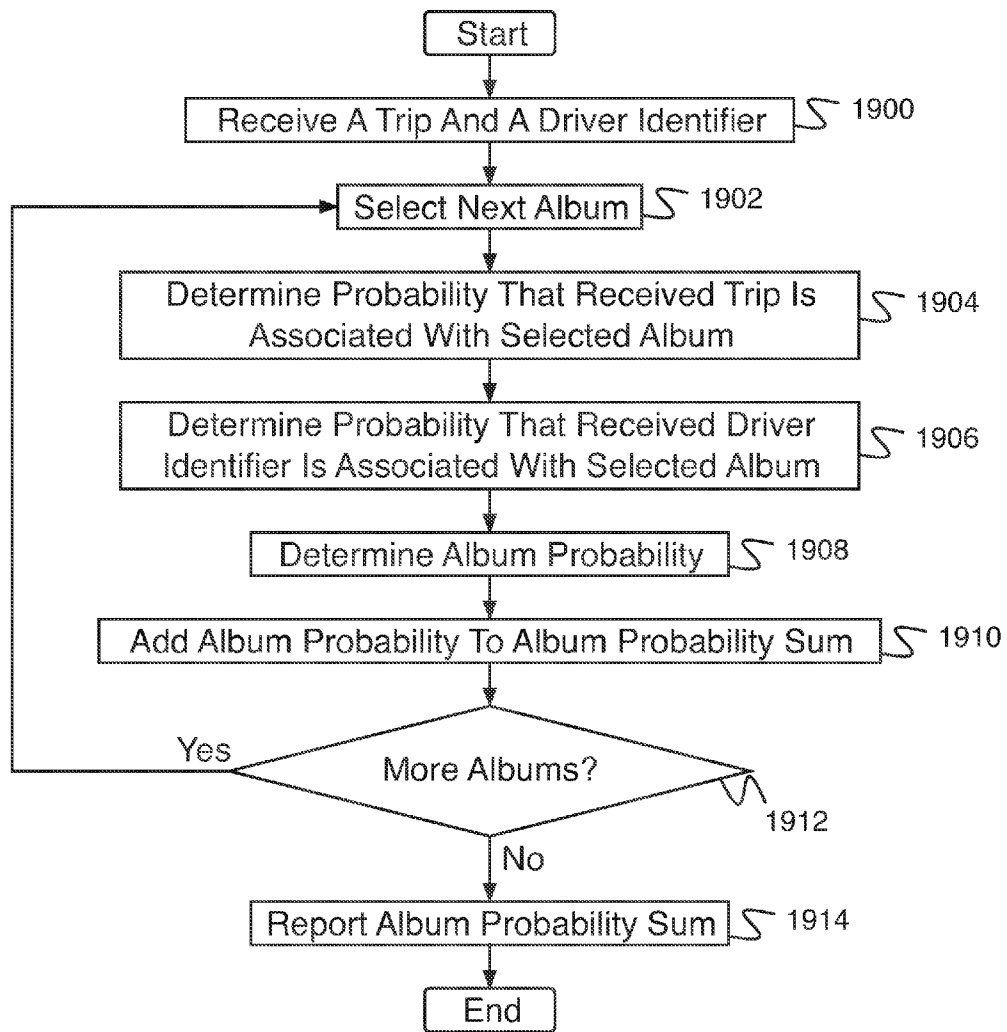 Start
Receive A Trip And A Driver Identifier
1900
Select Next Album
1902
Determine Probability That Received Trip Is
Associated With Selected Album
1904
Determine Probability That Received Driver
Identifier Is Associated With Selected Album
1906
Determine Album Probability
1908
Add Album Probability To Album Probability Sum
1910
Yes
More Albums?
1912
No
Report Album Probability Sum
1914
End